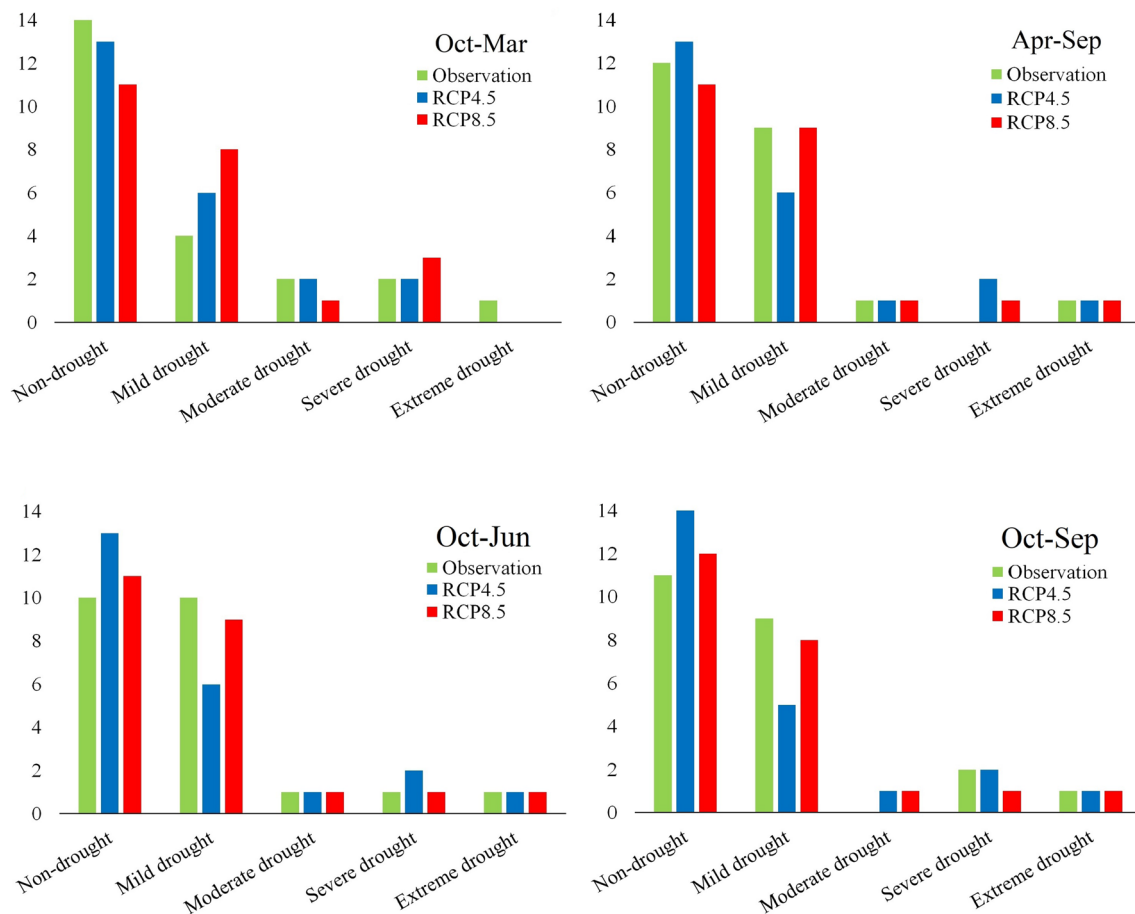 Oct-Mar
Observation
RCP4.5
RCP8.5
14
12
10
8
6
4
2
0
Non-drought
Mild drought
Moderate drought
Severe drought
Extreme drought
Apr-Sep
Observation
RCP4.5
RCP8.5
14
12
10
8
6
4
2
0
Non-drought
Mild drought
Moderate drought
Severe drought
Extreme drought
Oct-Jun
Observation
RCP4.5
RCP8.5
14
12
10
8
6
4
2
0
Non-drought
Mild drought
Moderate drought
Severe drought
Extreme drought
Oct-Sep
Observation
RCP4.5
RCP8.5
14
12
10
8
6
4
2
0
Non-drought
Mild drought
Moderate drought
Severe drought
Extreme drought